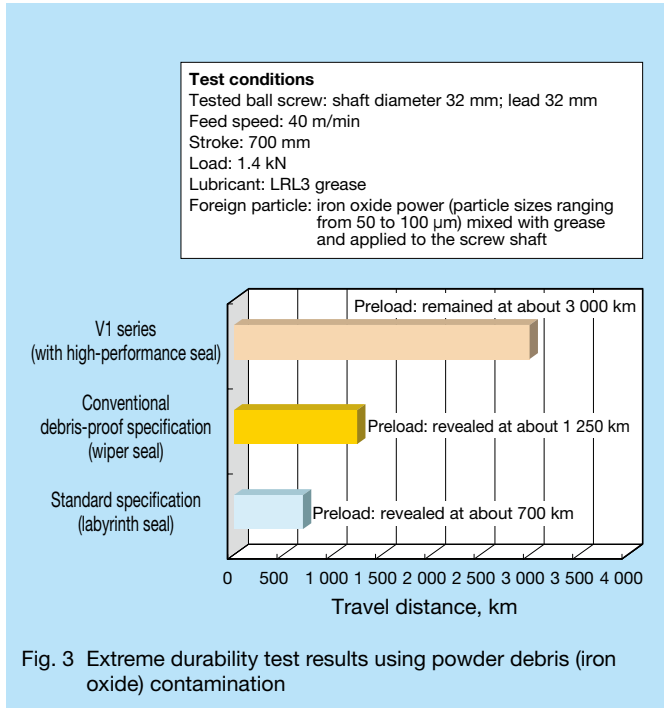 Test conditions
Tested ball screw: shaft diameter 32 mm; lead 32 mm
Feed speed: 40 m/min
Stroke: 700 mm
Load: 1.4 kN
Lubricant: LRL3 grease
Foreign particle: iron oxide power (particle sizes ranging
from 50 to 100 µm) mixed with grease
and applied to the screw shaft
Preload: remained at about 3 000 km
V1 series
(with high-performance seal)
Conventional
debris-proof specification
(wiper seal)
Preload: revealed at about 1 250 km
Standard specification
(labyrinth seal)
Preload: revealed at about 700 km
0 500 1 000 1 500 2 000 2 500 3 000 3 500 4 000
Travel distance, km
Fig. 3 Extreme durability test results using powder debris (iron
oxide) contamination